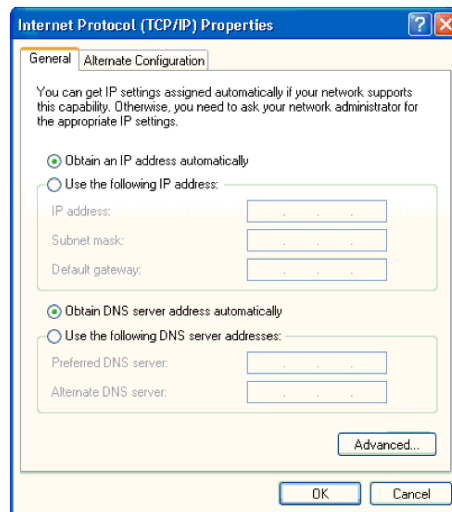 Internet Protocol (TCP/IP) Properties
General
Alternate Configuration
You can get IP settings assigned automatically if your network supports
this capability. Otherwise, you need to ask your network administrator for
the appropriate IP settings.
Obtain an IP address automatically
Use the following IP address:
IP address:
Subnet mask:
Default gateway:
Obtain DNS server address automatically
Use the following DNS server addresses:
Preferred DNS server:
Alternate DNS server:
Advanced...
OK
Cancel